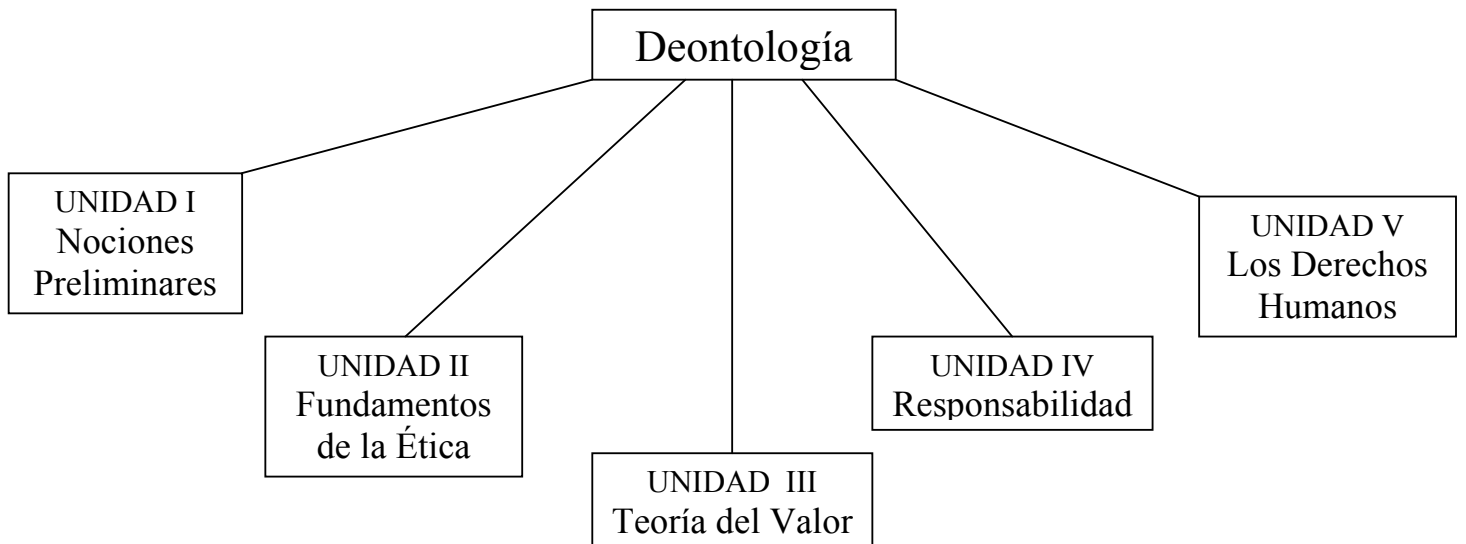 Deontología
UNIDAD I
Nociones
Preliminares
UNIDAD II
Fundamentos
de la Ética
UNIDAD III
Teoría del Valor
UNIDAD IV
Responsabilidad
UNIDAD V
Los Derechos
Humanos